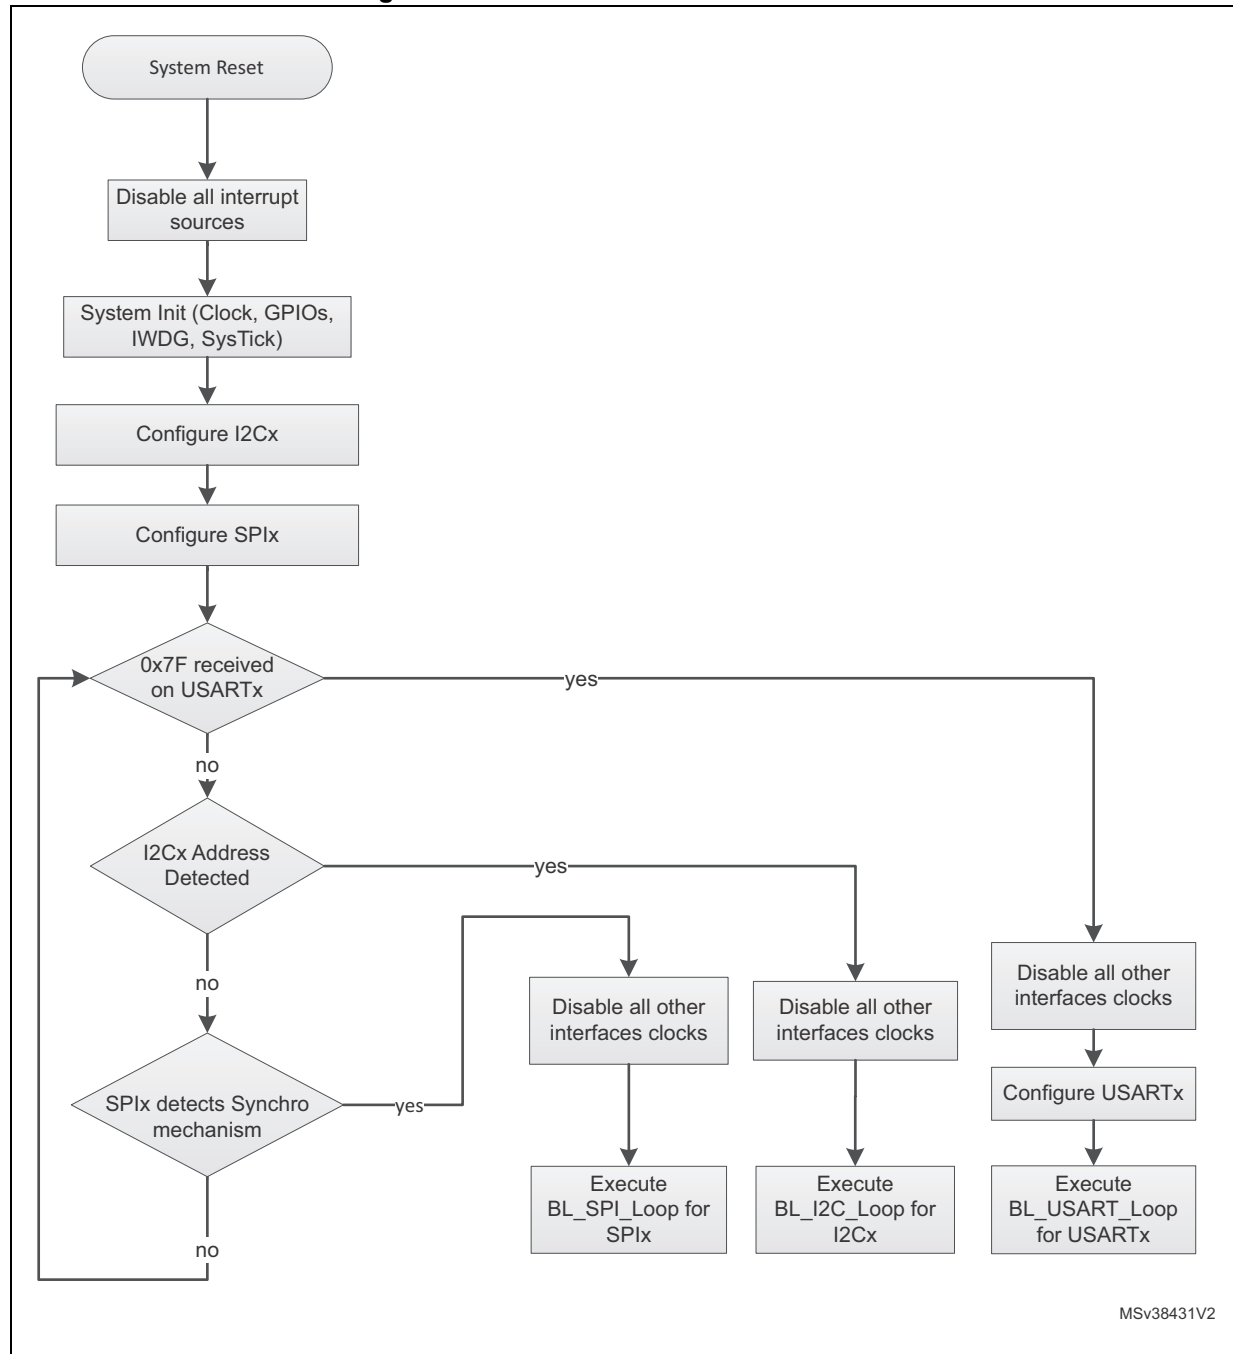 System Reset
Disable all interrupt
sources
System Init (Clock, GPIOs,
IWDG, SysTick)
Configure I2Cx
Configure SPIx
0x7F received
on USARTx
yes
no
I2Cx Address
Detected
yes
no
SPIx detects Synchro
mechanism
yes
no
Disable all other
interfaces clocks
Execute
BL_SPI_Loop for
SPIx
Disable all other
interfaces clocks
Execute
BL_I2C_Loop for
I2Cx
Disable all other
interfaces clocks
Configure USARTx
Execute
BL_USART_Loop
for USARTx
MSv38431V2